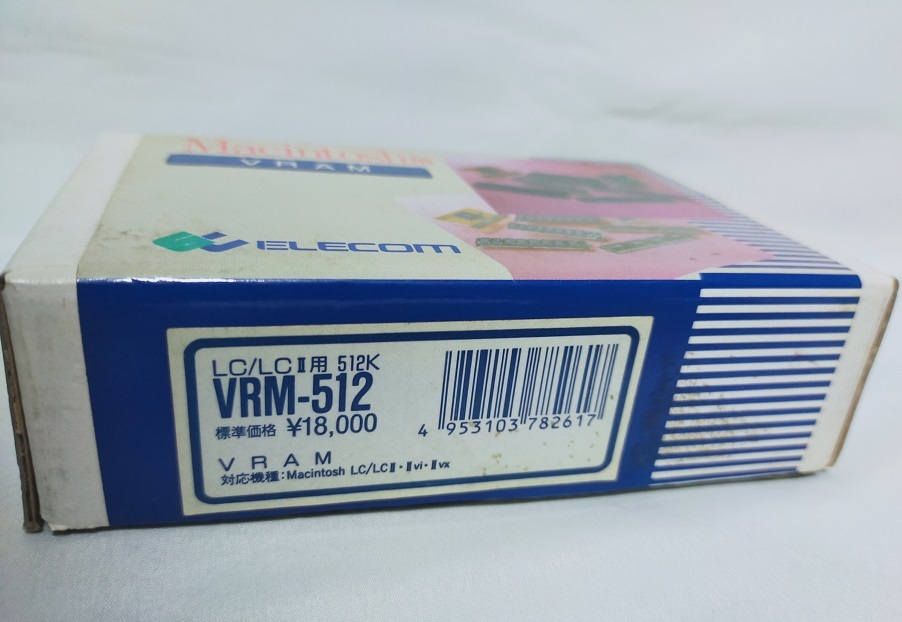 Macintosh
VRAM
ELECOM
LC/LCⅡ用 512K
VRM-512
標準価格 ¥18,000
4 953103 782617
VRAM
対応機種:Macintosh LC/LCⅡ・Ⅱvi・Ⅱvx